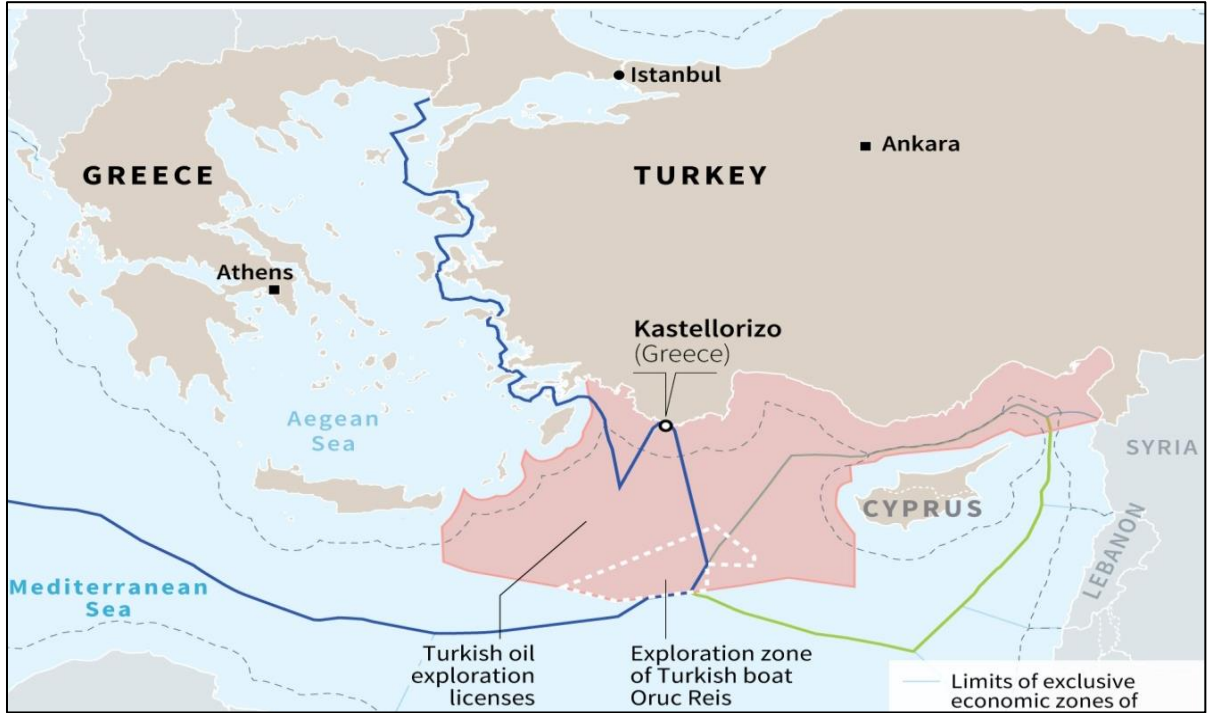 Istanbul
Ankara
GREECE
TURKEY
Athens
Kastellorizo
(Greece)
Aegean
Sea
SYRIA
CYPRUS
LEBANON
Mediterranean
Sea
Turkish oil
exploration
licenses
Exploration zone
of Turkish boat
Oruc Reis
Limits of exclusive
economic zones of